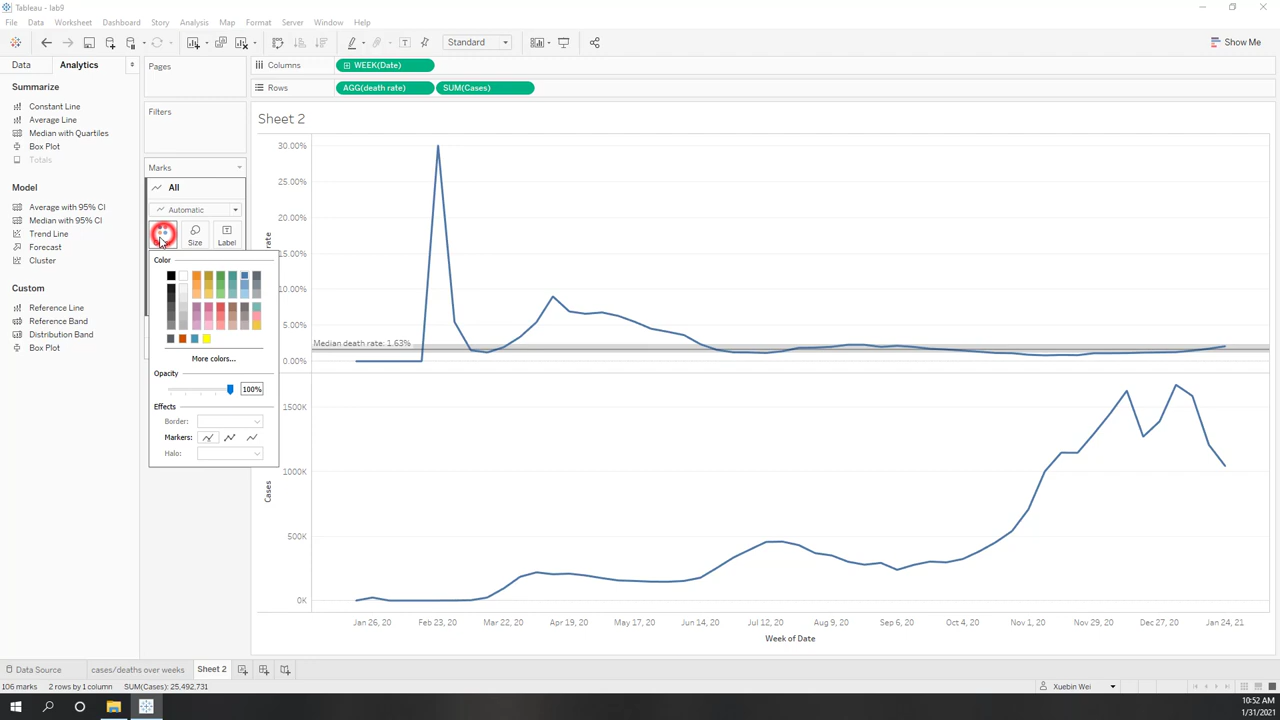 Tableau - lab9
File Data Worksheet Dashboard Story Analysis Map Format Server Window Help
Standard
Show Me
Data Analytics
Pages
Columns WEEK(Date)
Rows AGG(death rate) SUM(Cases)
Summarize
Constant Line
Average Line
Median with Quartiles
Box Plot
Totals
Model
Average with 95% CI
Median with 95% CI
Trend Line
Forecast
Cluster
Custom
Reference Line
Reference Band
Distribution Band
Box Plot
Filters
Marks
All
Automatic
Size Label
Color
More colors...
Opacity
100%
Effects
Border:
Markers:
Halo:
Sheet 2
30.00%
25.00%
20.00%
rate
15.00%
10.00%
5.00%
Median death rate: 1.63%
0.00%
1500K
1000K
Cases
500K
0K
Jan 26, 20 Feb 23, 20 Mar 22, 20 Apr 19, 20 May 17, 20 Jun 14, 20 Jul 12, 20 Aug 9, 20 Sep 6, 20 Oct 4, 20 Nov 1, 20 Nov 29, 20 Dec 27, 20 Jan 24, 21
Week of Date
Data Source cases/deaths over weeks Sheet 2
106 marks 2 rows by 1 column SUM(Cases): 25,492,731
Xuebin Wei
10:52 AM
1/31/2021